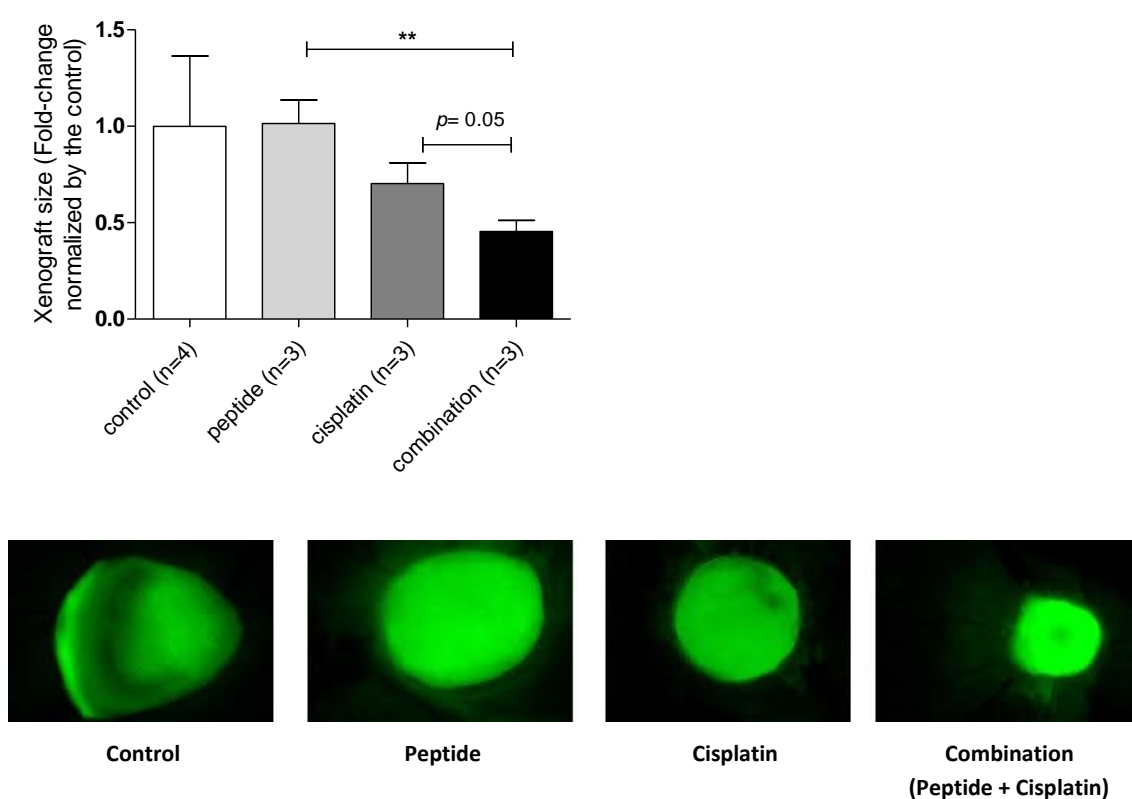 Xenograft size (Fold-change
normalized by the control)
1.5
1.0
0.5
0.0
**
p= 0.05
control (n=4)
peptide (n=3)
cisplatin (n=3)
combination (n=3)
Control
Peptide
Cisplatin
Combination
(Peptide + Cisplatin)